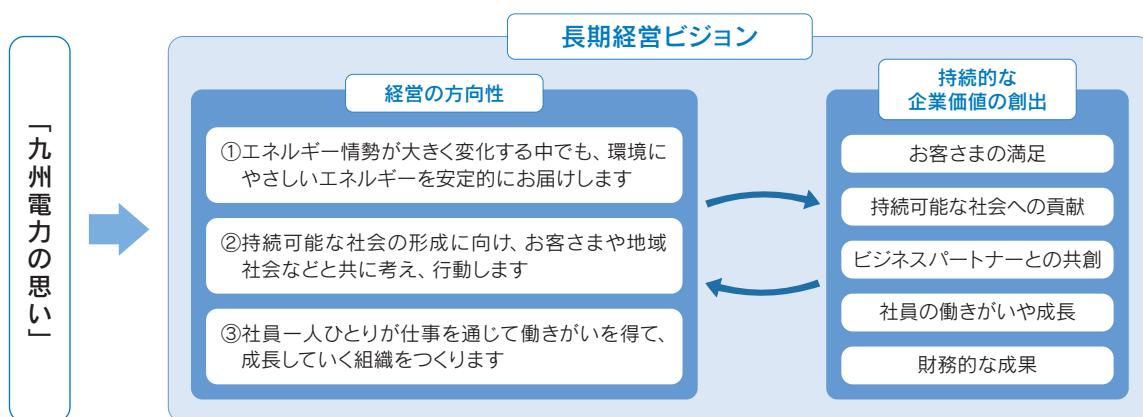 「九州電力の思い」
長期経営ビジョン
経営の方向性
①エネルギー情勢が大きく変化する中でも、環境に
やさしいエネルギーを安定的にお届けします
②持続可能な社会の形成に向け、お客さまや地域
社会などと共に考え、行動します
③社員一人ひとりが仕事を通じて働きがいを得て、
成長していく組織をつくります
持続的な
企業価値の創出
お客さまの満足
持続可能な社会への貢献
ビジネスパートナーとの共創
社員の働きがいや成長
財務的な成果